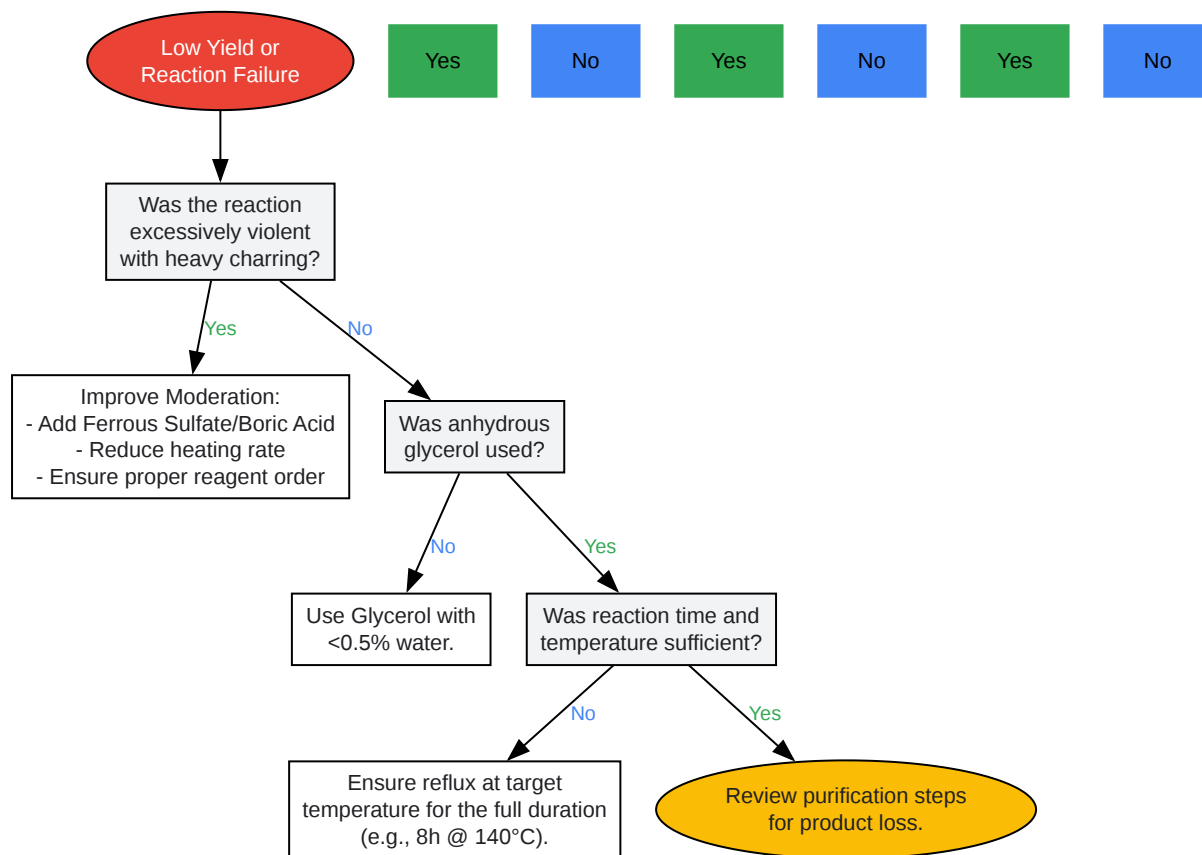 Low Yield or
Reaction Failure
Yes
No
Yes
No
Yes
No
Was the reaction
excessively violent
with heavy charring?
Yes
No
Improve Moderation:
- Add Ferrous Sulfate/Boric Acid
- Reduce heating rate
- Ensure proper reagent order
Was anhydrous
glycerol used?
No
Yes
Use Glycerol with
<0.5% water.
Was reaction time and
temperature sufficient?
No
Yes
Ensure reflux at target
temperature for the full duration
(e.g., 8h @ 140°C).
Review purification steps
for product loss.